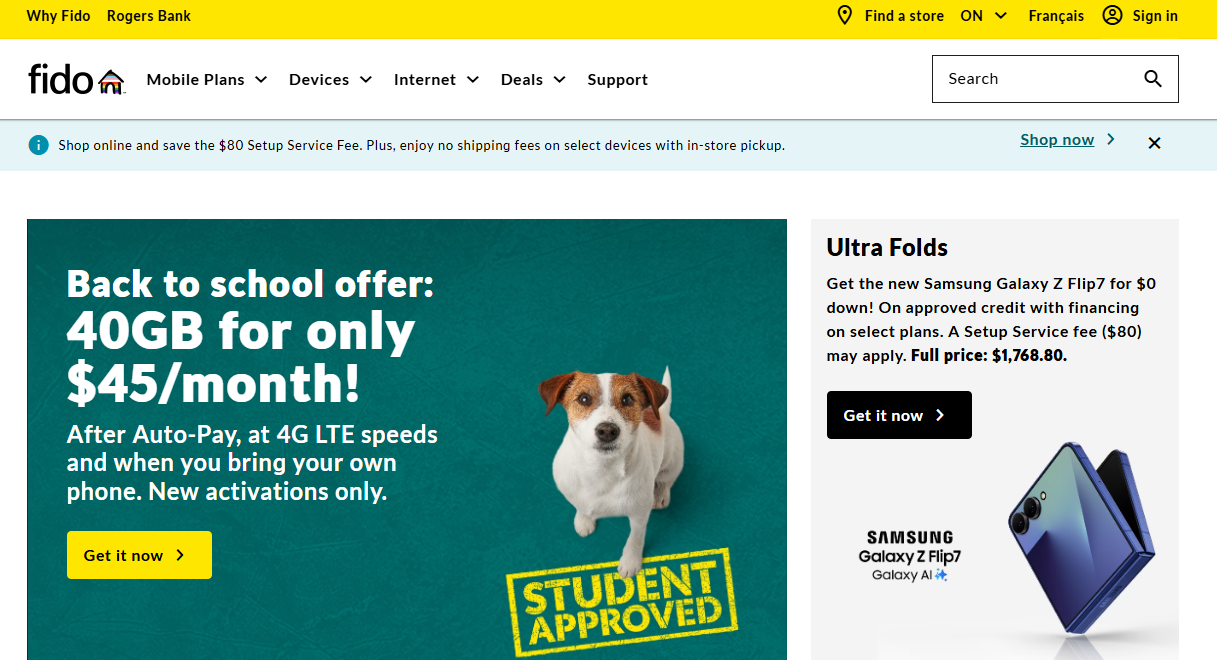 Why Fido Rogers Bank Find a store ON Français Sign in
fido Mobile Plans Devices Internet Deals Support Search
Shop online and save the $80 Setup Service Fee. Plus, enjoy no shipping fees on select devices with in-store pickup. Shop now
Back to school offer:
40GB for only
$45/month!
After Auto-Pay, at 4G LTE speeds
and when you bring your own
phone. New activations only.
Get it now
STUDENT
APPROVED
Ultra Folds
Get the new Samsung Galaxy Z Flip7 for $0
down! On approved credit with financing
on select plans. A Setup Service fee ($80)
may apply. Full price: $1,768.80.
Get it now
SAMSUNG
Galaxy Z Flip7
Galaxy AI